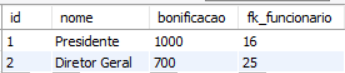 id nome bonificacao fk_funcionario
1 Presidente 1000 16
2 Diretor Geral 700 25